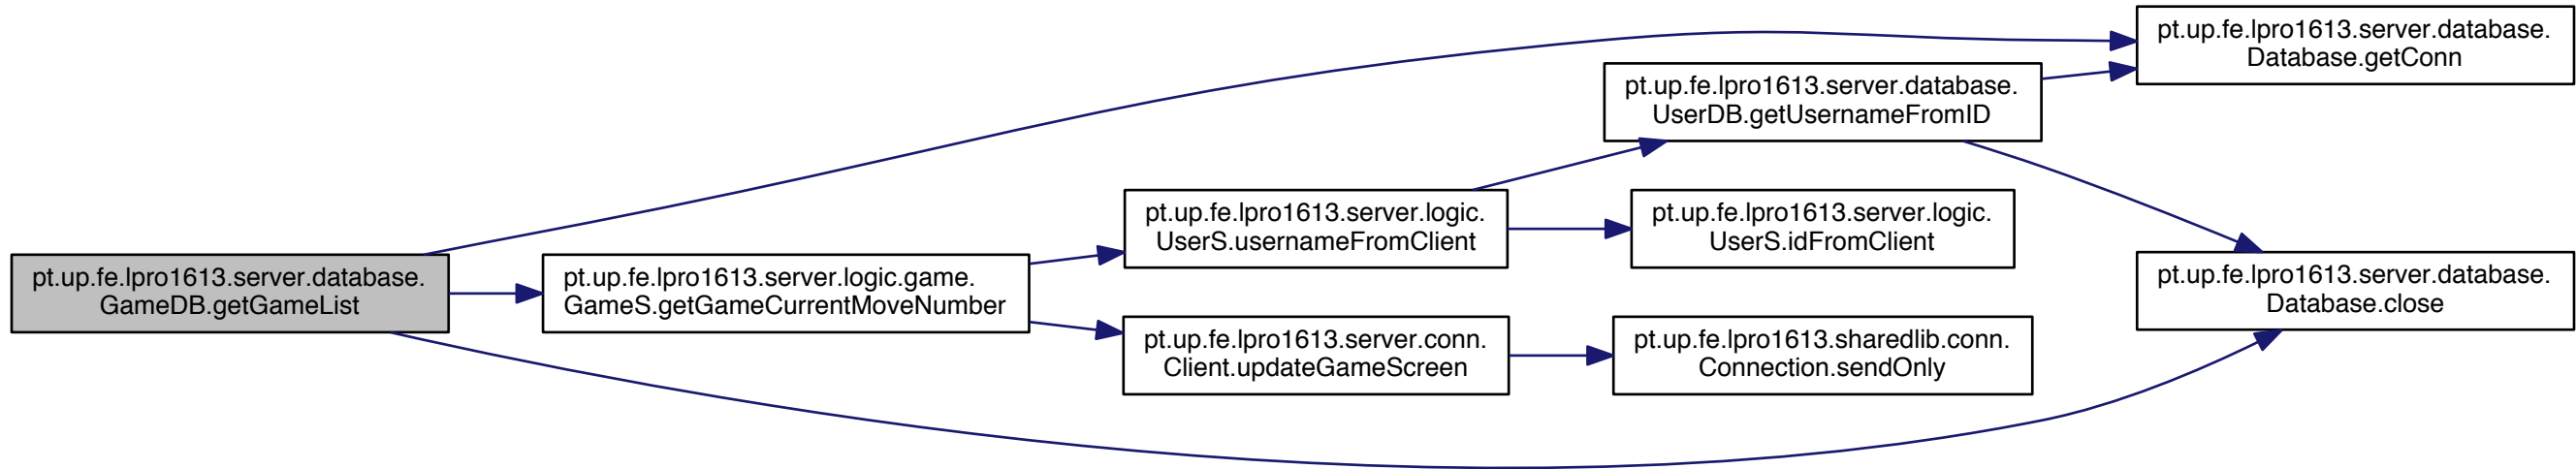 pt.up.fe.lpro1613.server.database.
GameDB.getGameList
pt.up.fe.lpro1613.server.logic.game.
GameS.getGameCurrentMoveNumber
pt.up.fe.lpro1613.server.logic.
UserS.usernameFromClient
pt.up.fe.lpro1613.server.conn.
Client.updateGameScreen
pt.up.fe.lpro1613.server.database.
UserDB.getUsernameFromID
pt.up.fe.lpro1613.server.logic.
UserS.idFromClient
pt.up.fe.lpro1613.sharedlib.conn.
Connection.sendOnly
pt.up.fe.lpro1613.server.database.
Database.getConn
pt.up.fe.lpro1613.server.database.
Database.close